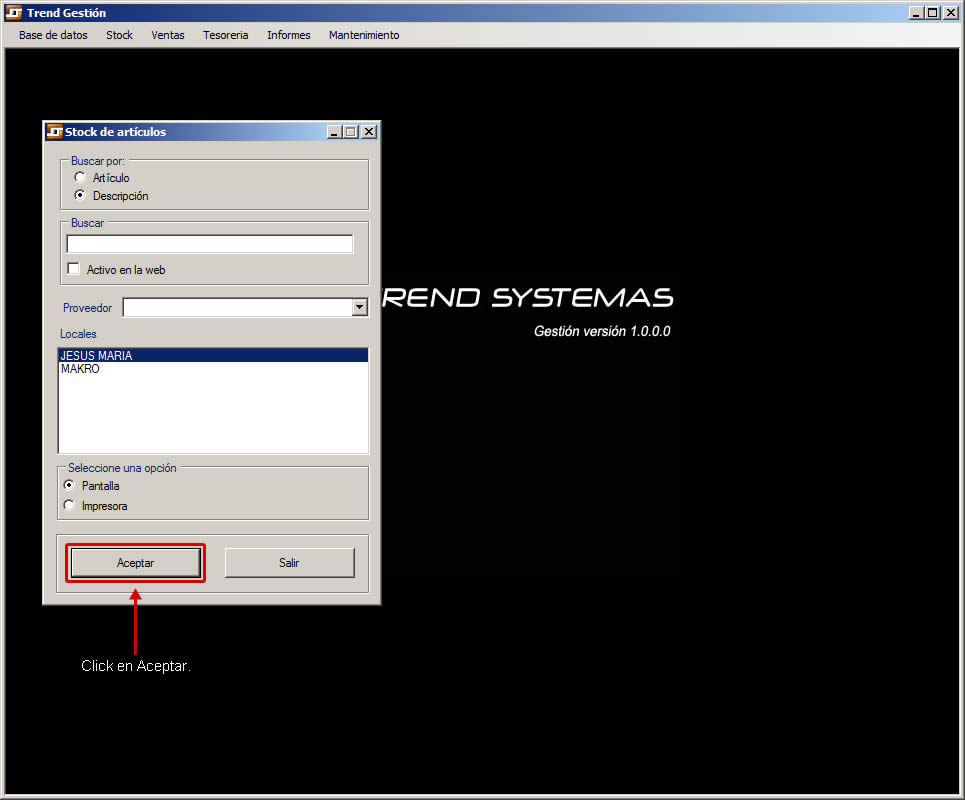 Trend Gestión
Base de datos Stock Ventas Tesoreria Informes Mantenimiento
Stock de artículos
Buscar por:
Artículo
Descripción
Buscar
Activo en la web
Proveedor
Locales
JESUS MARIA
MAKRO
Seleccione una opción
Pantalla
Impresora
Aceptar Salir
Click en Aceptar.
TREND SYSTEMAS
Gestión versión 1.0.0.0